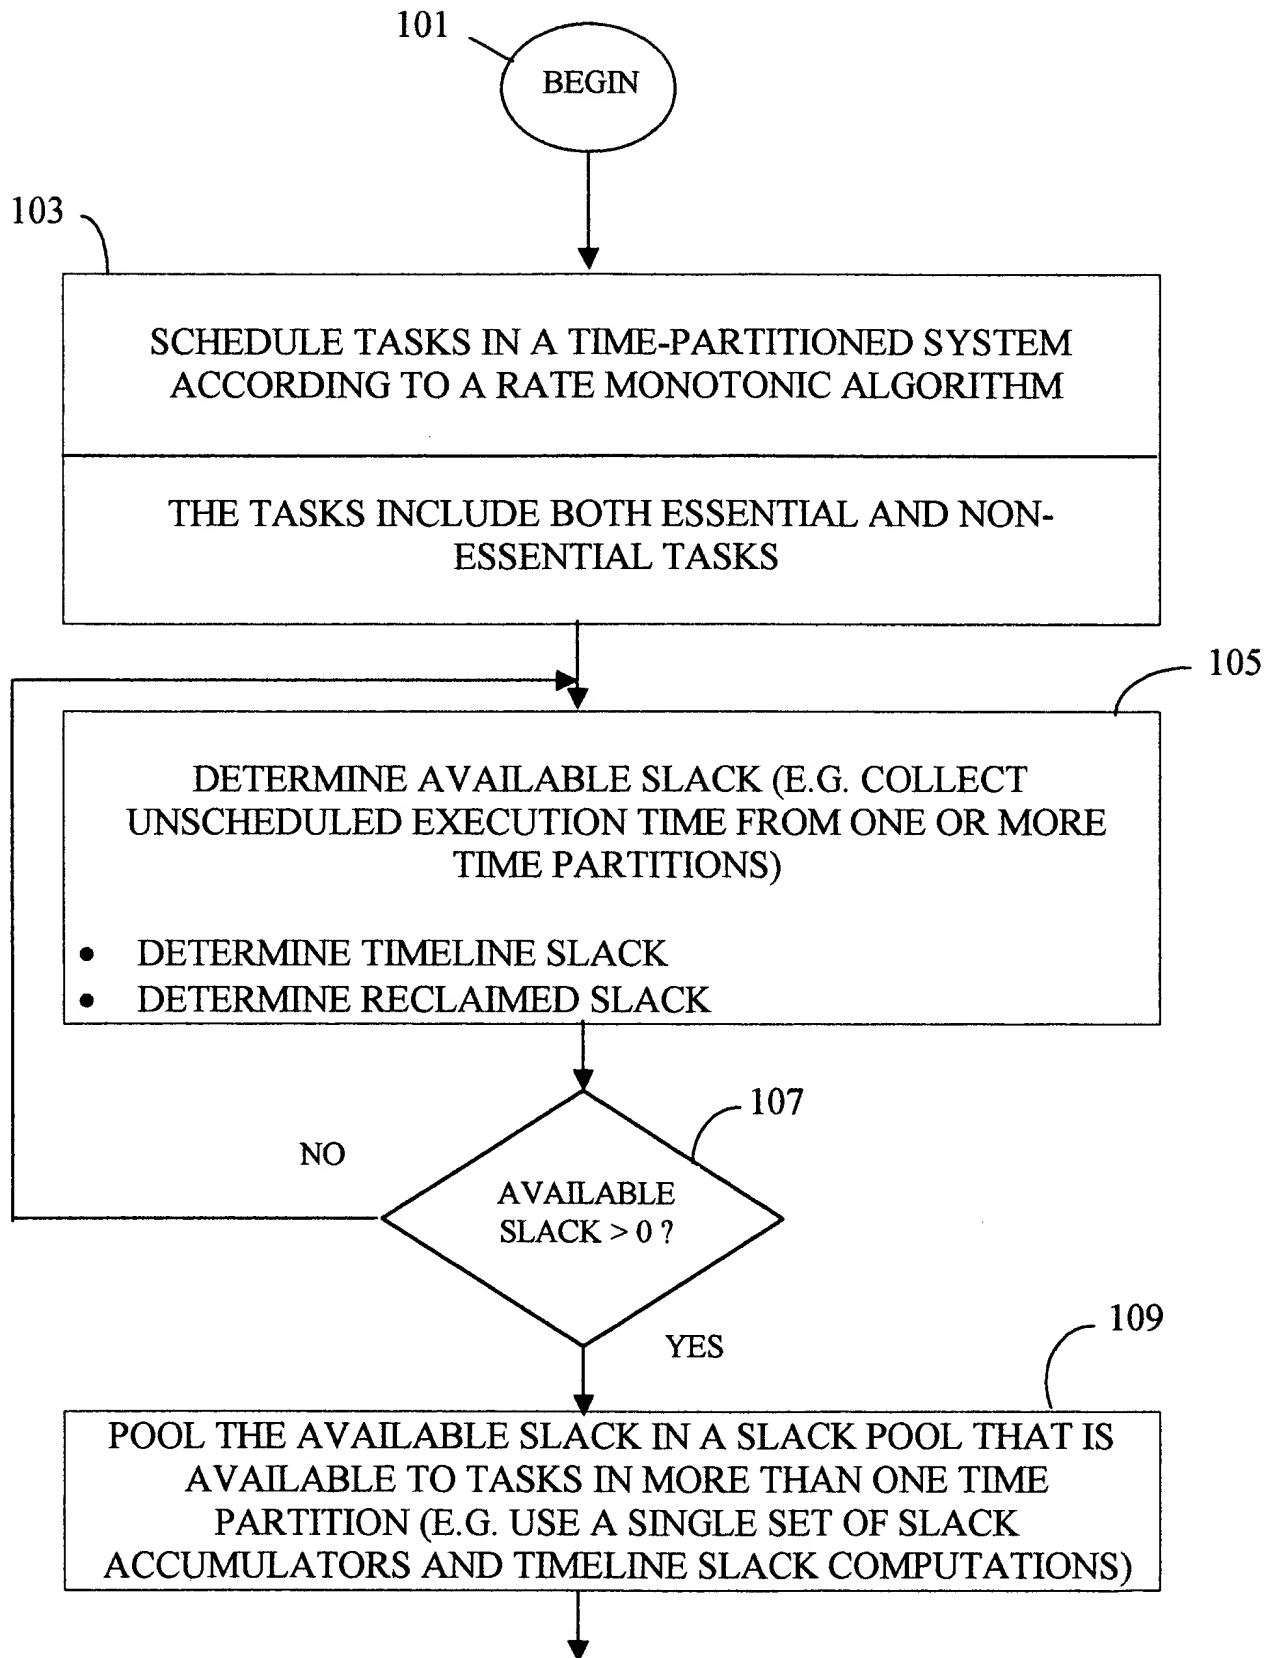 101
BEGIN
103
SCHEDULE TASKS IN A TIME-PARTITIONED SYSTEM
ACCORDING TO A RATE MONOTONIC ALGORITHM
THE TASKS INCLUDE BOTH ESSENTIAL AND NON-
ESSENTIAL TASKS
105
DETERMINE AVAILABLE SLACK (E.G. COLLECT
UNSCHEDULED EXECUTION TIME FROM ONE OR MORE
TIME PARTITIONS)
• DETERMINE TIMELINE SLACK
• DETERMINE RECLAIMED SLACK
107
NO
AVAILABLE
SLACK > 0 ?
YES
109
POOL THE AVAILABLE SLACK IN A SLACK POOL THAT IS
AVAILABLE TO TASKS IN MORE THAN ONE TIME
PARTITION (E.G. USE A SINGLE SET OF SLACK
ACCUMULATORS AND TIMELINE SLACK COMPUTATIONS)